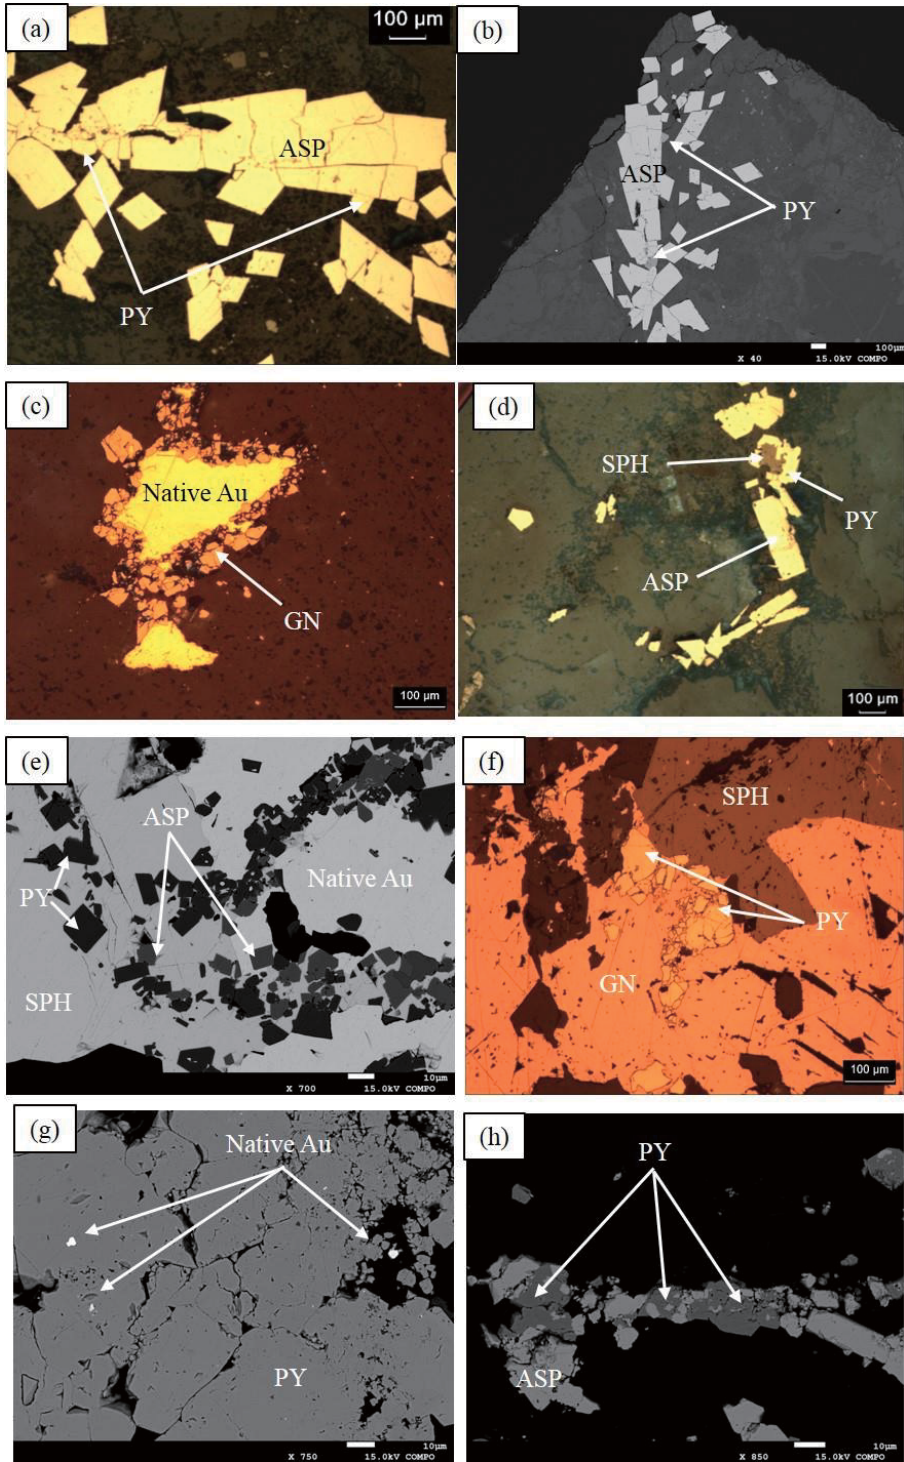 (a)
100 µm
ASP
PY
(b)
ASP
PY
X 40 15.0kV COMPO 100µm
(c)
Native Au
GN
100 µm
(d)
SPH
PY
ASP
100 µm
(e)
ASP
PY
Native Au
SPH
X 700 15.0kV COMPO 10µm
(f)
SPH
PY
GN
100 µm
(g)
Native Au
PY
X 750 15.0kV COMPO 10µm
(h)
PY
ASP
X 850 15.0kV COMPO 10µm